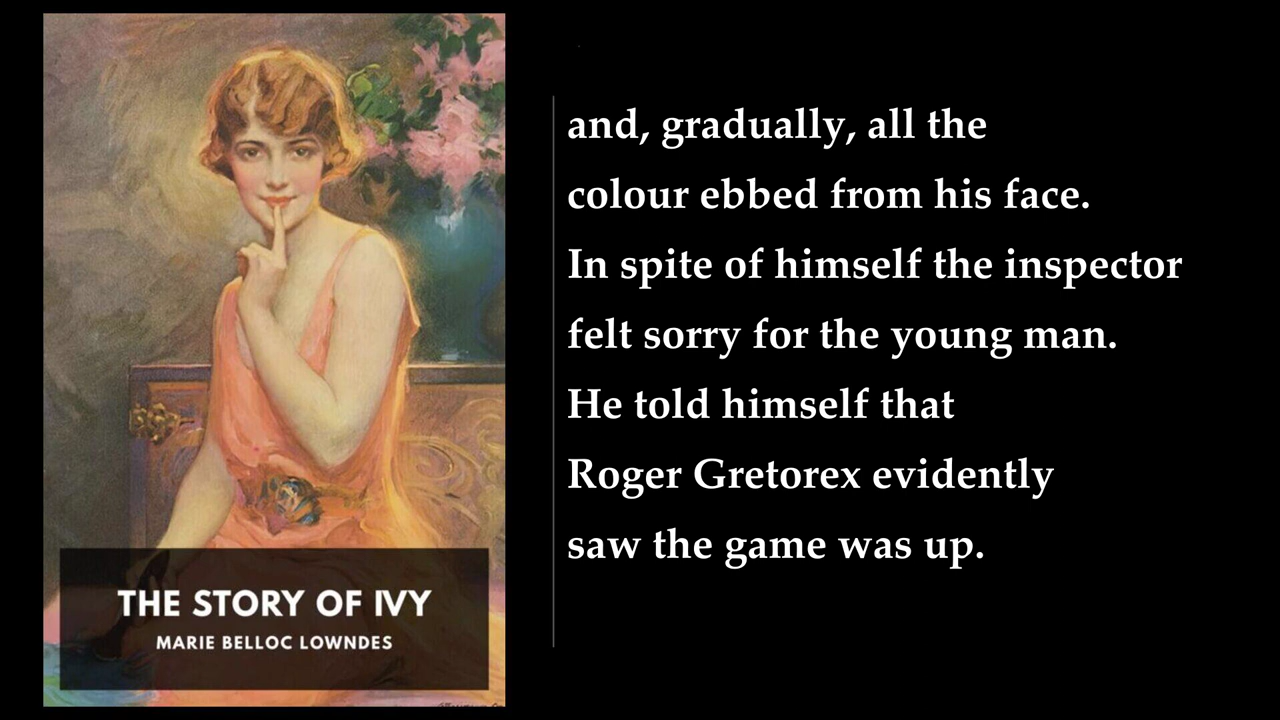 THE STORY OF IVY
MARIE BELLOC LOWNDES
and, gradually, all the
colour ebbed from his face.
In spite of himself the inspector
felt sorry for the young man.
He told himself that
Roger Gretorex evidently
saw the game was up.